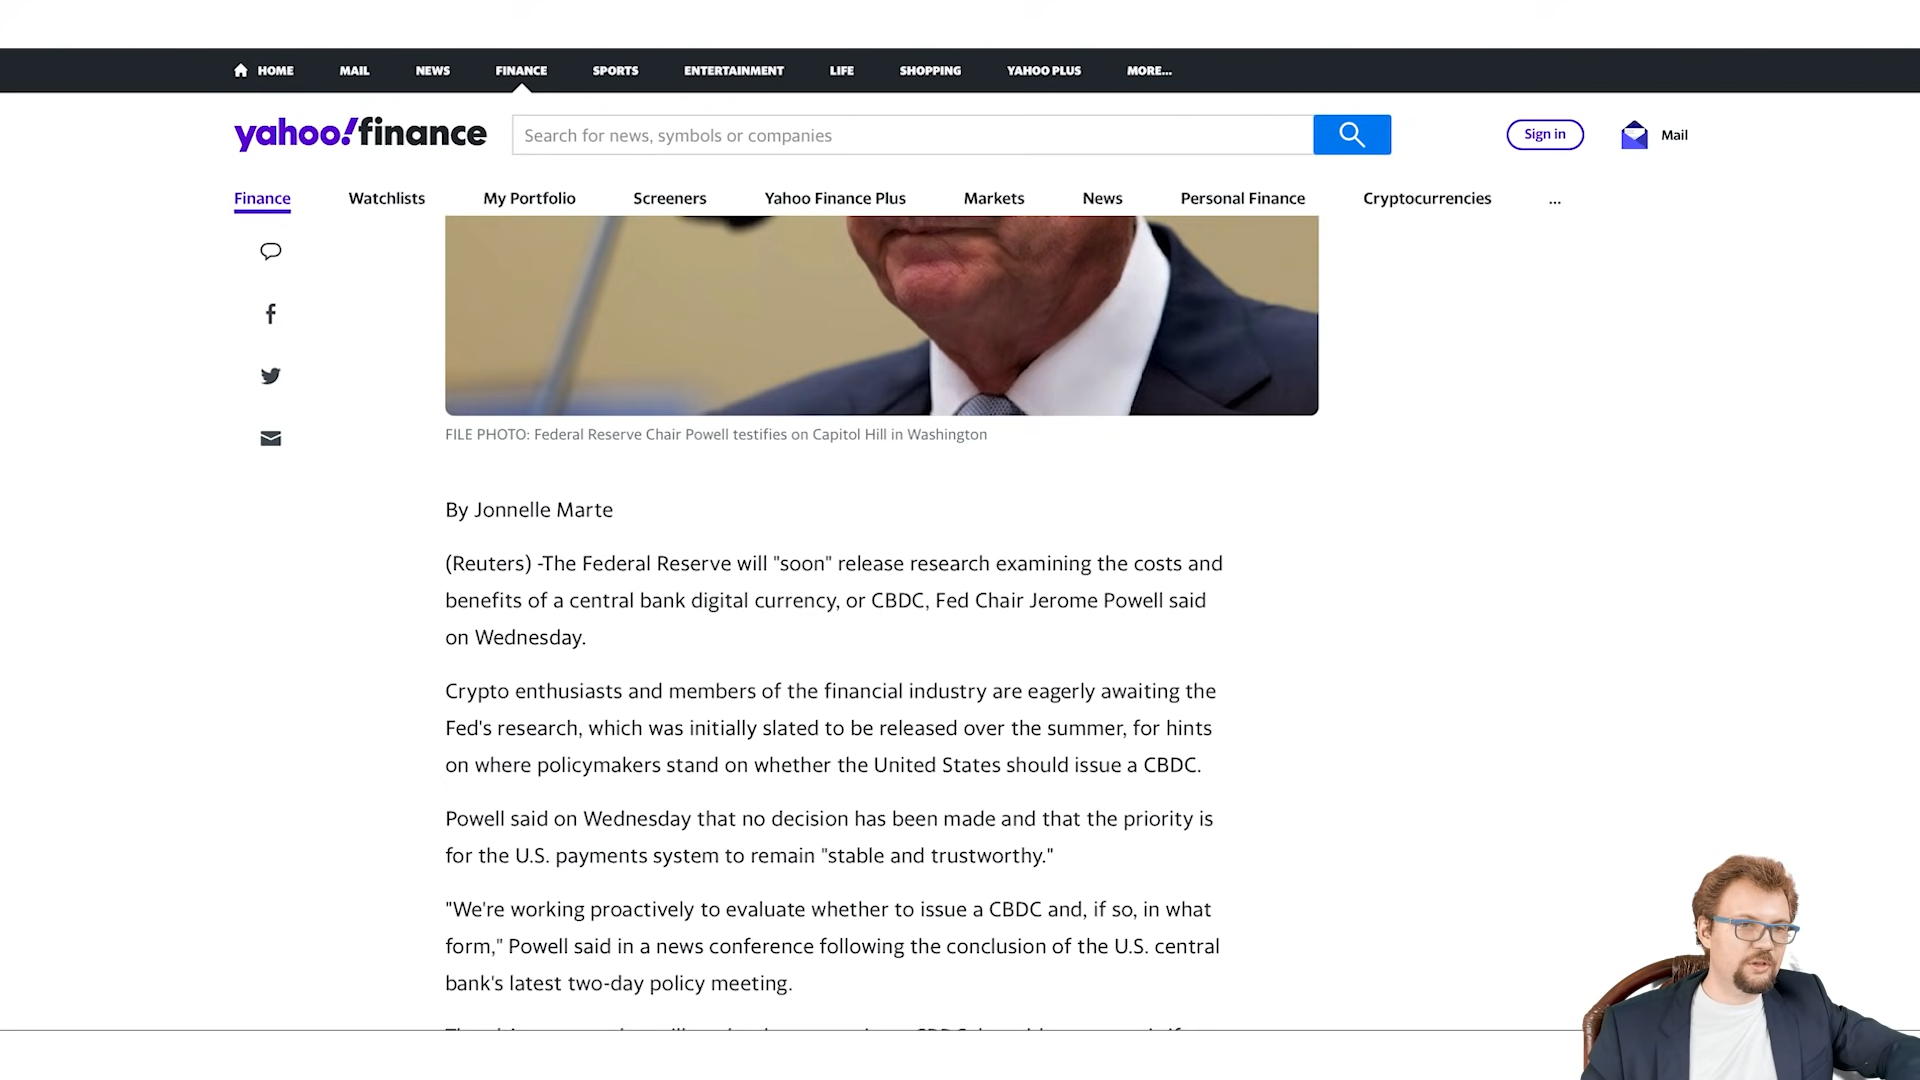 HOME MAIL NEWS FINANCE SPORTS ENTERTAINMENT LIFE SHOPPING YAHOO PLUS MORE...
yahoo!finance Search for news, symbols or companies Sign in Mail
Finance Watchlists My Portfolio Screeners Yahoo Finance Plus Markets News Personal Finance Cryptocurrencies ...
FILE PHOTO: Federal Reserve Chair Powell testifies on Capitol Hill in Washington
By Jonnelle Marte
(Reuters) -The Federal Reserve will "soon" release research examining the costs and
benefits of a central bank digital currency, or CBDC, Fed Chair Jerome Powell said
on Wednesday.
Crypto enthusiasts and members of the financial industry are eagerly awaiting the
Fed's research, which was initially slated to be released over the summer, for hints
on where policymakers stand on whether the United States should issue a CBDC.
Powell said on Wednesday that no decision has been made and that the priority is
for the U.S. payments system to remain "stable and trustworthy."
"We're working proactively to evaluate whether to issue a CBDC and, if so, in what
form," Powell said in a news conference following the conclusion of the U.S. central
bank's latest two-day policy meeting.